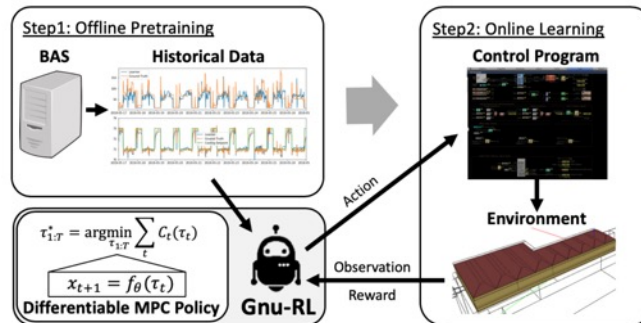 Step1: Offline Pretraining
BAS
Historical Data
Step2: Online Learning
Control Program
Action
Environment
τ*₁:T = argmin τ₁:T ∑ t Cₜ(τₜ)
xₜ₊₁ = fθ(τₜ)
Differentiable MPC Policy
Gnu-RL
Observation
Reward